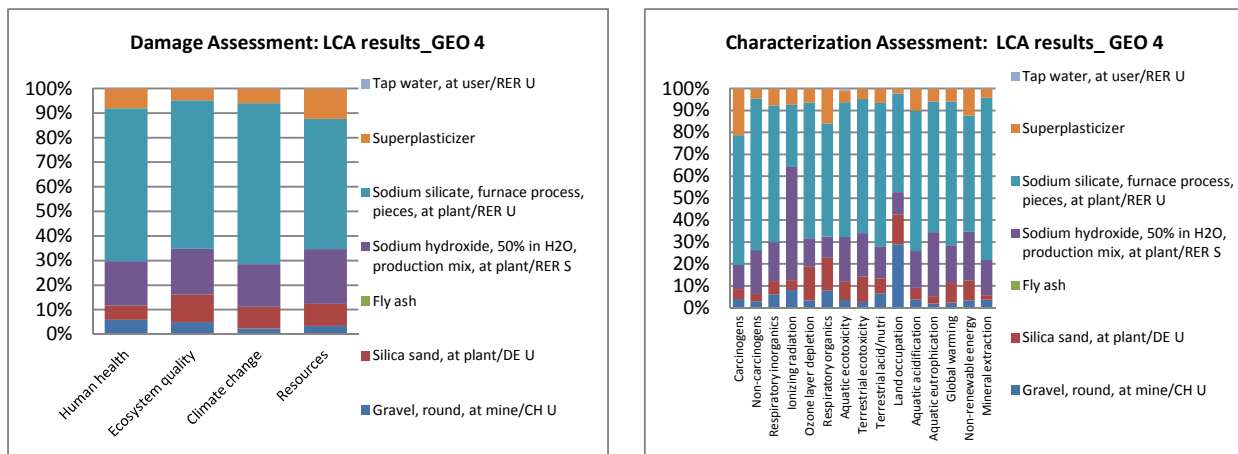 Damage Assessment: LCA results_GEO 4
100%
90%
80%
70%
60%
50%
40%
30%
20%
10%
0%
Human health
Ecosystem quality
Climate change
Resources
Tap water, at user/RER U
Superplasticizer
Sodium silicate, furnace process,
pieces, at plant/RER U
Sodium hydroxide, 50% in H2O,
production mix, at plant/RER S
Fly ash
Silica sand, at plant/DE U
Gravel, round, at mine/CH U
Characterization Assessment: LCA results_ GEO 4
100%
90%
80%
70%
60%
50%
40%
30%
20%
10%
0%
Carcinogens
Non-carcinogens
Respiratory inorganics
Ionizing radiation
Ozone layer depletion
Respiratory organics
Aquatic ecotoxicity
Terrestrial ecotoxicity
Terrestrial acid/nutri
Land occupation
Aquatic acidification
Aquatic eutrophication
Global warming
Non-renewable energy
Mineral extraction
Tap water, at user/RER U
Superplasticizer
Sodium silicate, furnace process,
pieces, at plant/RER U
Sodium hydroxide, 50% in H2O,
production mix, at plant/RER S
Fly ash
Silica sand, at plant/DE U
Gravel, round, at mine/CH U